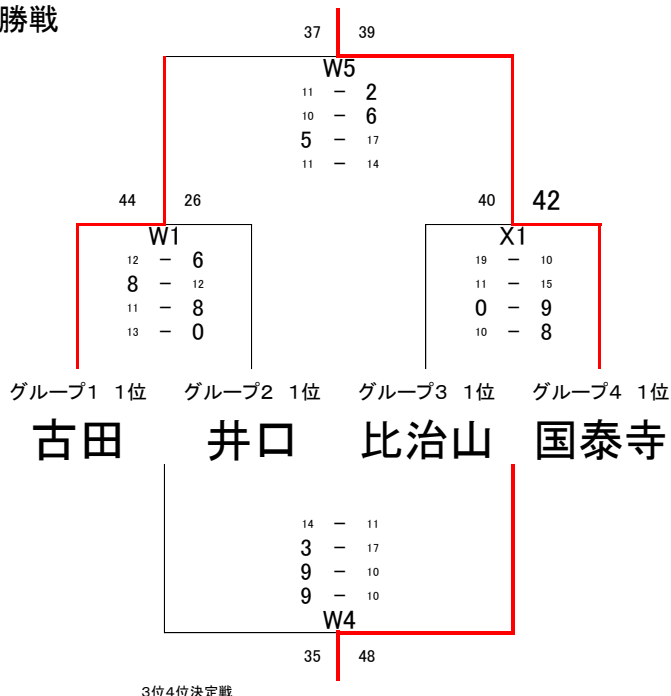 勝戦
37 39
W5
11 － 2
10 － 6
5 － 17
11 － 14
44 26 40 42
W1 X1
12 － 6 19 － 10
8 － 12 11 － 15
11 － 8 0 － 9
13 － 0 10 － 8
グループ1 1位 グループ2 1位 グループ3 1位 グループ4 1位
古田 井口 比治山 国泰寺
14 － 11
3 － 17
9 － 10
9 － 10
W4
35 48
3位4位決定戦